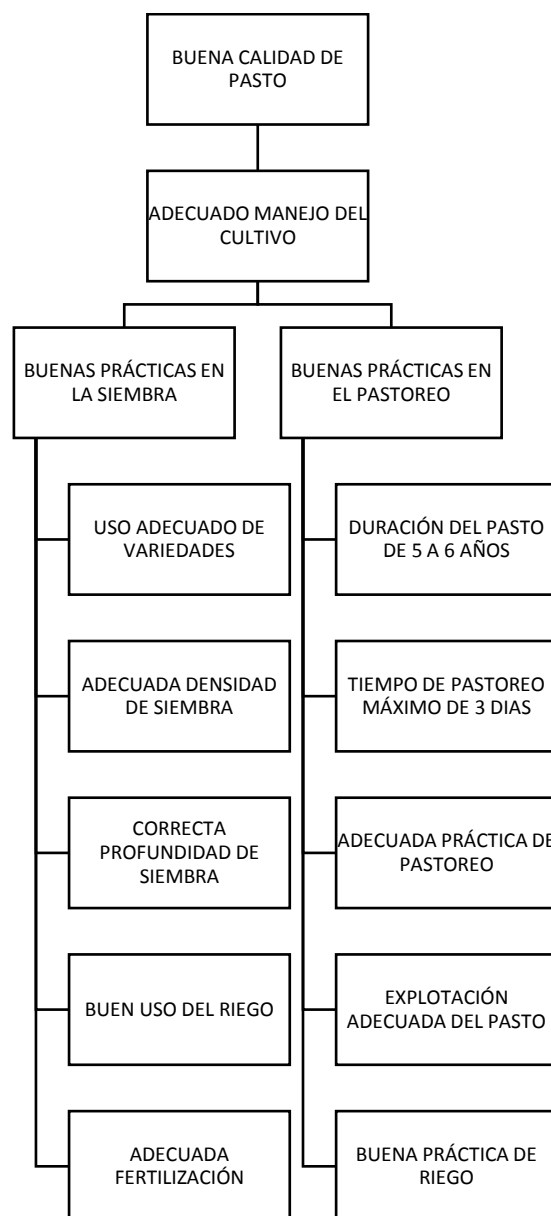 BUENA CALIDAD DE
PASTO
ADECUADO MANEJO DEL
CULTIVO
BUENAS PRÁCTICAS EN
LA SIEMBRA
BUENAS PRÁCTICAS EN
EL PASTOREO
USO ADECUADO DE
VARIEDADES
ADECUADA DENSIDAD
DE SIEMBRA
CORRECTA
PROFUNDIDAD DE
SIEMBRA
BUEN USO DEL RIEGO
ADECUADA
FERTILIZACIÓN
DURACIÓN DEL PASTO
DE 5 A 6 AÑOS
TIEMPO DE PASTOREO
MÁXIMO DE 3 DIAS
ADECUADA PRÁCTICA DE
PASTOREO
EXPLOTACIÓN
ADECUADA DEL PASTO
BUENA PRÁCTICA DE
RIEGO